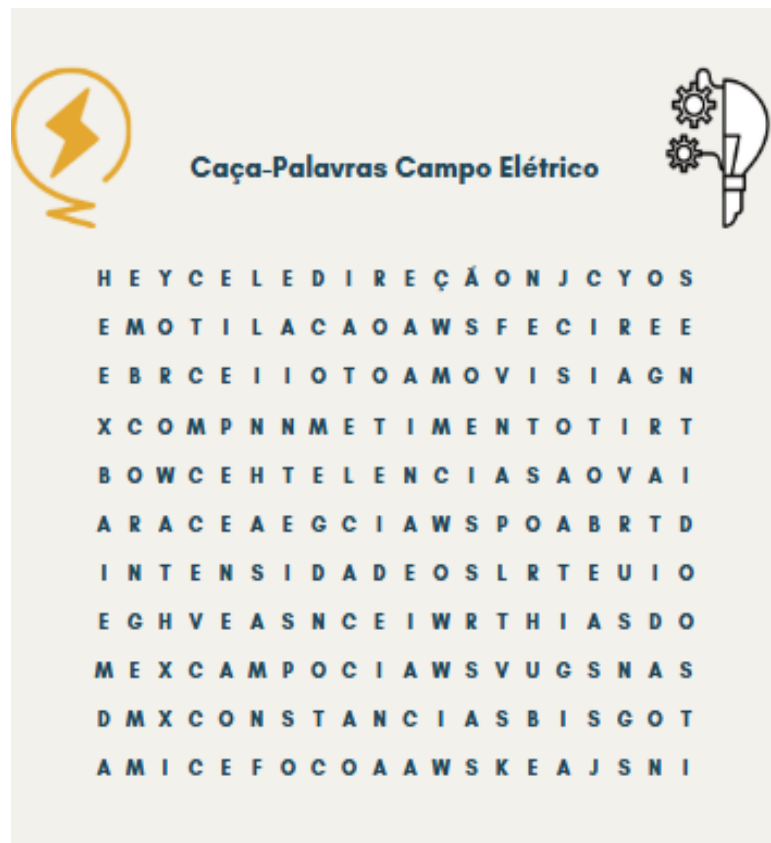 Caça-Palavras Campo Elétrico
H E Y C E L E D I R E Ç Ã O N J C Y O S
E M O T I L A C A O A W S F E C I R E E
E B R C E I I O T O A M O V I S I A G N
X C O M P N N M E T I M E N T O T I R T
B O W C E H T E L E N C I A S A O V A I
A R A C E A E G C I A W S P O A B R T D
I N T E N S I D A D E O S L R T E U I O
E G H V E A S N C E I W R T H I A S D O
M E X C A M P O C I A W S V U G S N A S
D M X C O N S T A N C I A S B I S G O T
A M I C E F O C O A A W S K E A J S N I